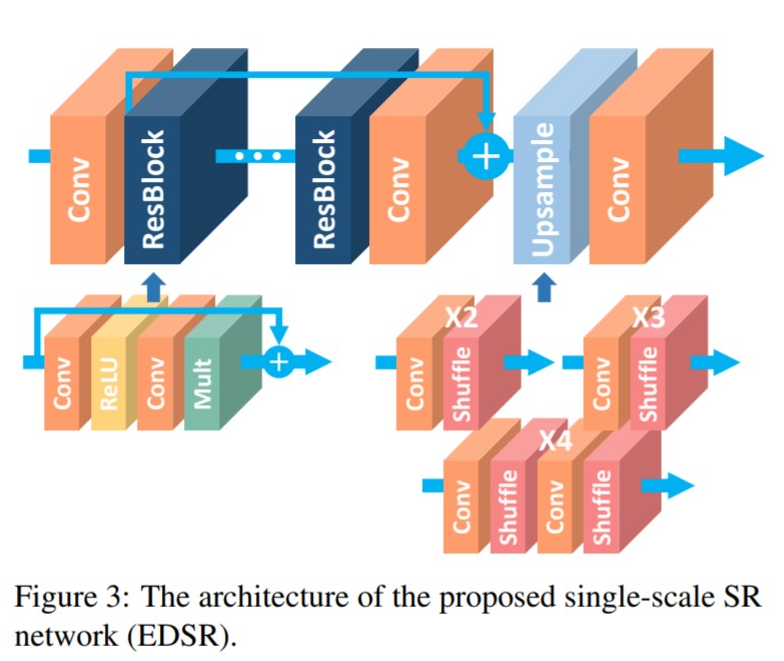 Conv
ResBlock
ResBlock
Conv
Upsample
Conv
Conv
ReLU
Conv
Mult
X2
Conv
Shuffle
X3
Conv
Shuffle
X4
Conv
Shuffle
Conv
Shuffle
Figure 3: The architecture of the proposed single-scale SR
network (EDSR).